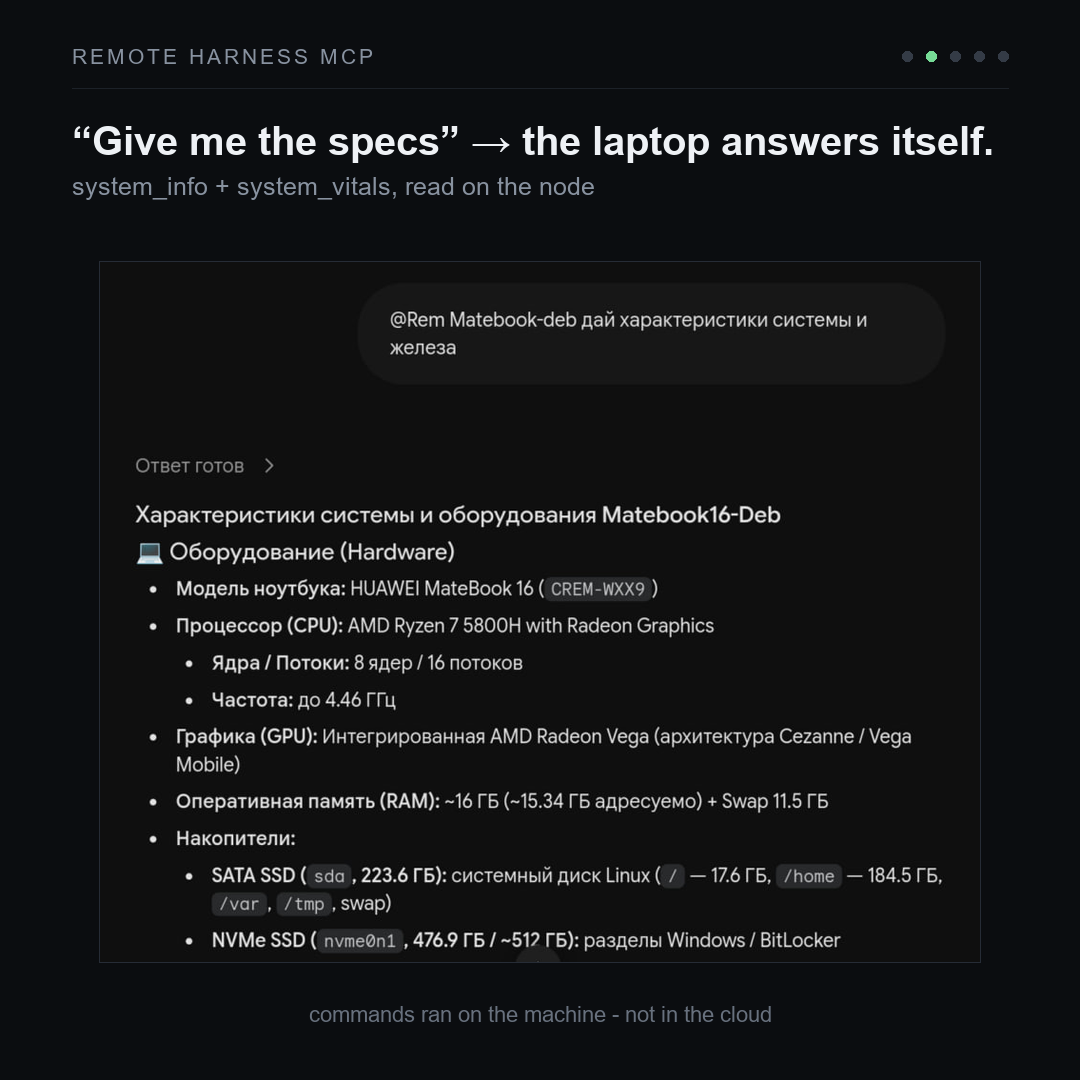 REMOTE HARNESS MCP
“Give me the specs” → the laptop answers itself.
system_info + system_vitals, read on the node
@Rem Matebook-deb дай характеристики системы и
железа
Ответ готов >
Характеристики системы и оборудования Matebook16-Deb
💻 Оборудование (Hardware)
• Модель ноутбука: HUAWEI MateBook 16 ( CREM-WXX9 )
• Процессор (CPU): AMD Ryzen 7 5800H with Radeon Graphics
• Ядра / Потоки: 8 ядер / 16 потоков
• Частота: до 4.46 ГГц
• Графика (GPU): Интегрированная AMD Radeon Vega (архитектура Cezanne / Vega
Mobile)
• Оперативная память (RAM): ~16 ГБ (~15.34 ГБ адресуемо) + Swap 11.5 ГБ
• Накопители:
• SATA SSD ( sda , 223.6 ГБ): системный диск Linux ( / — 17.6 ГБ, /home — 184.5 ГБ,
/var , /tmp , swap)
• NVMe SSD ( nvme0n1 , 476.9 ГБ / ~512 ГБ): разделы Windows / BitLocker
commands ran on the machine - not in the cloud